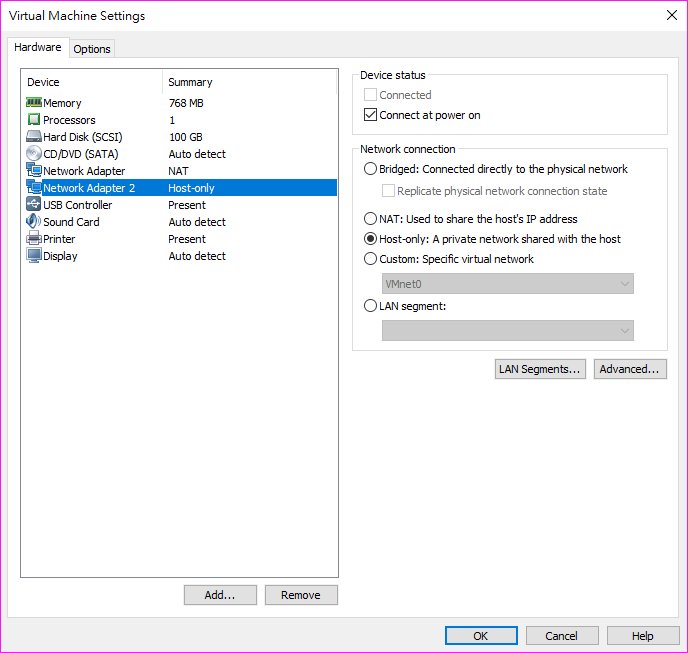 Virtual Machine Settings
Hardware Options
Device Summary
Memory 768 MB
Processors 1
Hard Disk (SCSI) 100 GB
CD/DVD (SATA) Auto detect
Network Adapter NAT
Network Adapter 2 Host-only
USB Controller Present
Sound Card Auto detect
Printer Present
Display Auto detect
Add... Remove
Device status
Connected
Connect at power on
Network connection
Bridged: Connected directly to the physical network
Replicate physical network connection state
NAT: Used to share the host's IP address
Host-only: A private network shared with the host
Custom: Specific virtual network
VMnet0
LAN segment:
LAN Segments... Advanced...
OK Cancel Help